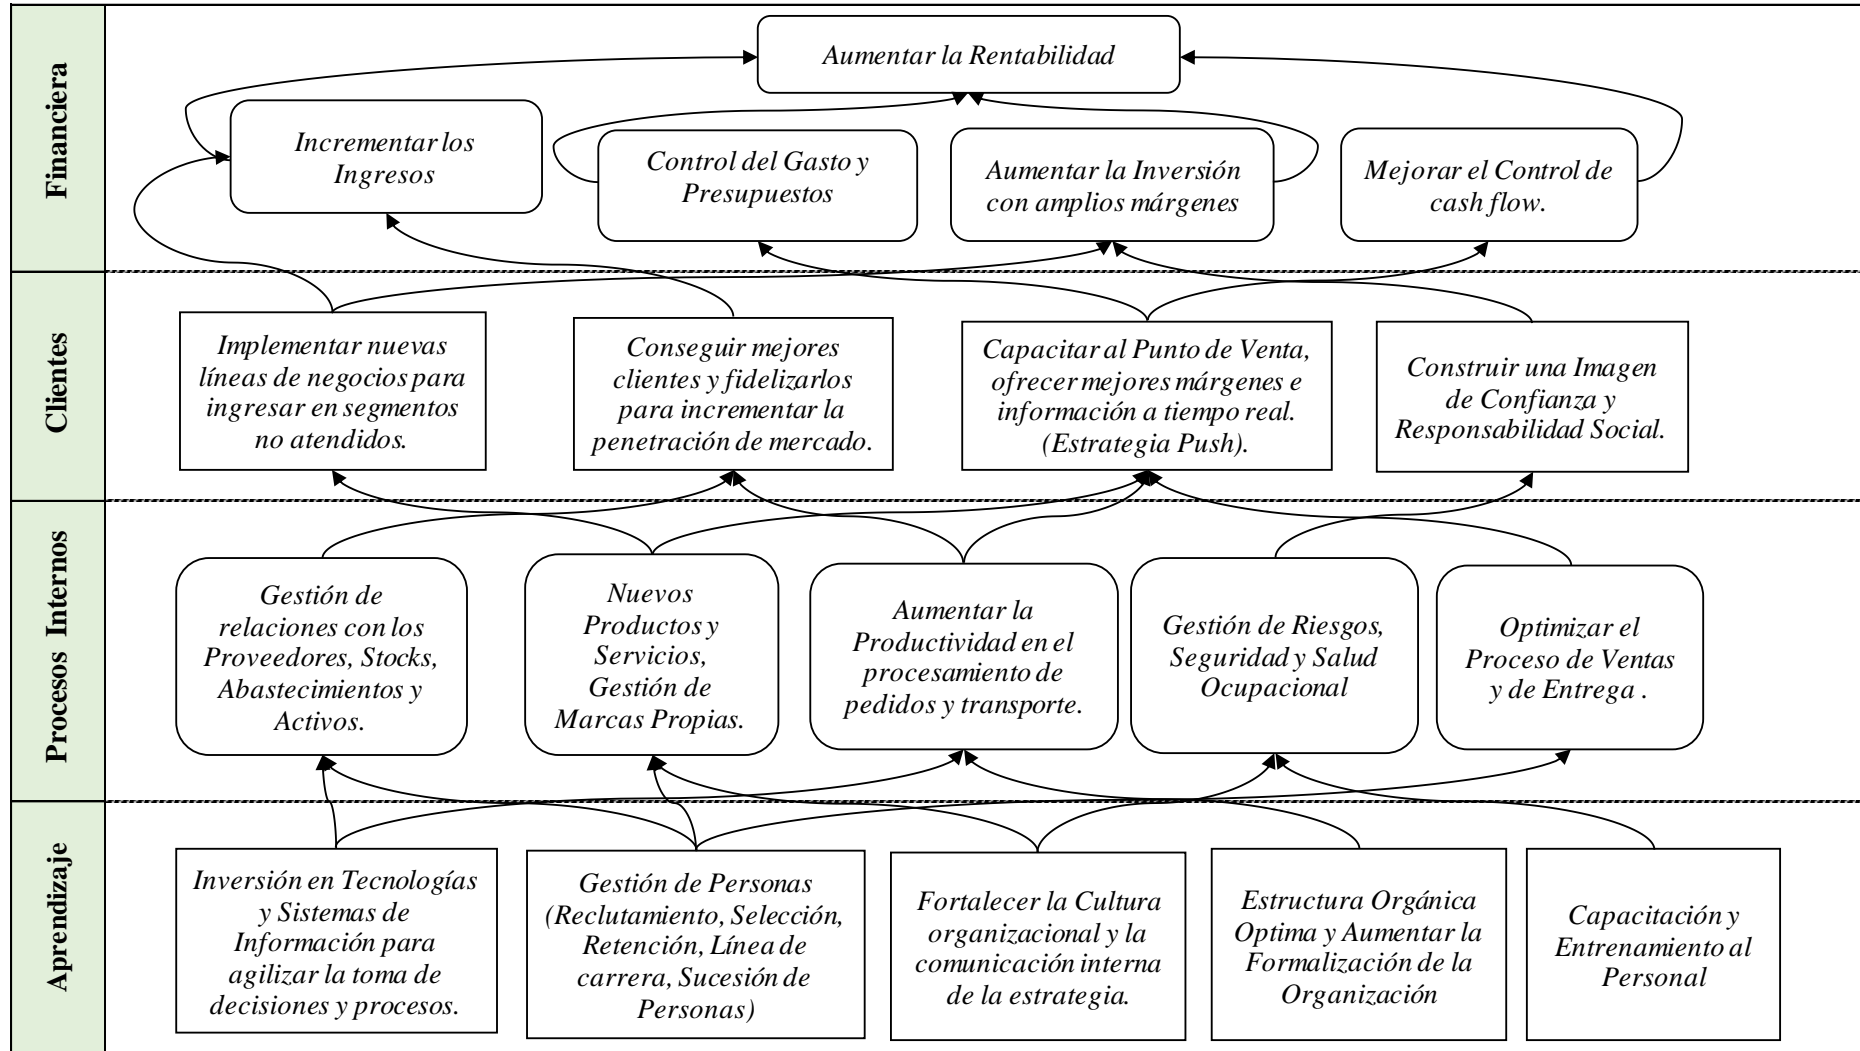 Financiera
Aumentar la Rentabilidad
Incrementar los
Ingresos
Control del Gasto y
Presupuestos
Aumentar la Inversión
con amplios márgenes
Mejorar el Control de
cash flow.
Clientes
Implementar nuevas
líneas de negocios para
ingresar en segmentos
no atendidos.
Conseguir mejores
clientes y fidelizarlos
para incrementar la
penetración de mercado.
Capacitar al Punto de Venta,
ofrecer mejores márgenes e
información a tiempo real.
(Estrategia Push).
Construir una Imagen
de Confianza y
Responsabilidad Social.
Procesos Internos
Gestión de
relaciones con los
Proveedores, Stocks,
Abastecimientos y
Activos.
Nuevos
Productos y
Servicios,
Gestión de
Marcas Propias.
Aumentar la
Productividad en el
procesamiento de
pedidos y transporte.
Gestión de Riesgos,
Seguridad y Salud
Ocupacional
Optimizar el
Proceso de Ventas
y de Entrega .
Aprendizaje
Inversión en Tecnologías
y Sistemas de
Información para
agilizar la toma de
decisiones y procesos.
Gestión de Personas
(Reclutamiento, Selección,
Retención, Línea de
carrera, Sucesión de
Personas)
Fortalecer la Cultura
organizacional y la
comunicación interna
de la estrategia.
Estructura Orgánica
Optima y Aumentar la
Formalización de la
Organización
Capacitación y
Entrenamiento al
Personal